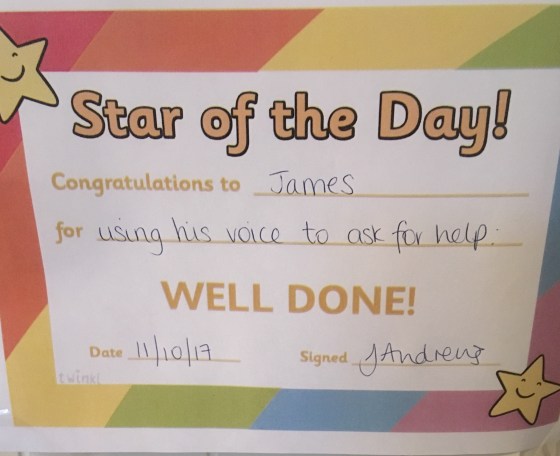 Star of the Day!
Congratulations to James
for using his voice to ask for help.
WELL DONE!
Date 11/10/17 Signed JAndrews
twinkl